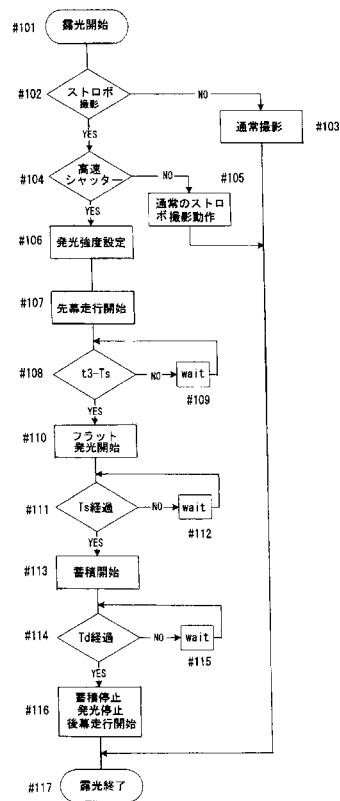 #101
露光開始
#102
ストロボ
撮影
NO
YES
通常撮影
#103
#104
高速
シャッター
NO
#105
YES
通常のストロ
ボ撮影動作
#106
発光強度設定
#107
先幕走行開始
#108
t3-Ts
NO
wait
#109
YES
#110
フラット
発光開始
#111
Ts経過
NO
wait
#112
YES
#113
蓄積開始
#114
Td経過
NO
wait
#115
YES
#116
蓄積停止
発光停止
後幕走行開始
#117
露光終了